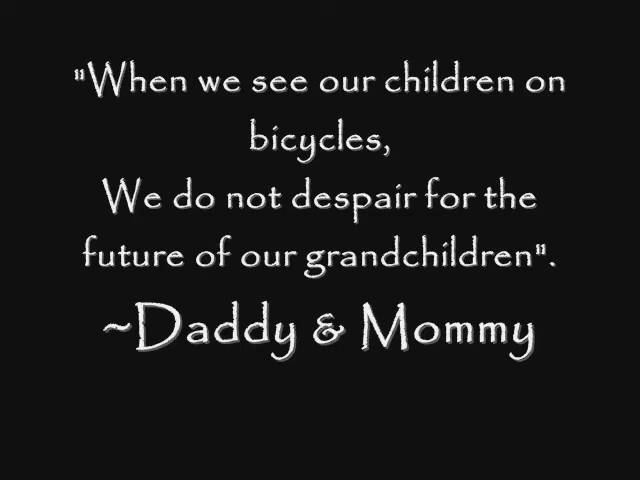 "When we see our children on
bicycles,
We do not despair for the
future of our grandchildren".
~Daddy & Mommy